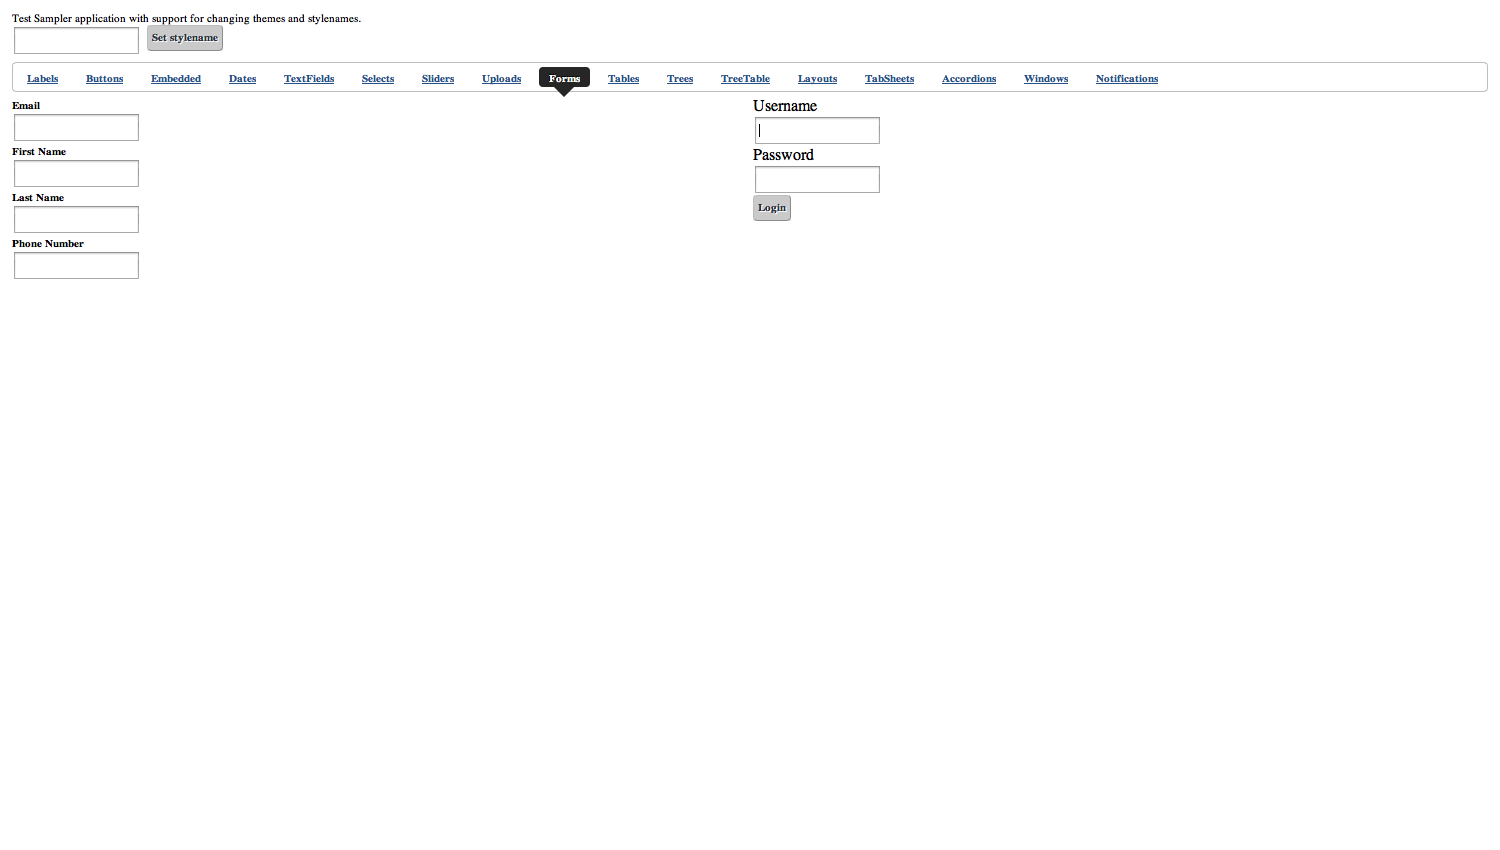 Test Sampler application with support for changing themes and stylenames.
Set stylename
Labels Buttons Embedded Dates TextFields Selects Sliders Uploads Forms Tables Trees TreeTable Layouts TabSheets Accordions Windows Notifications
Email
First Name
Last Name
Phone Number
Username
Password
Login